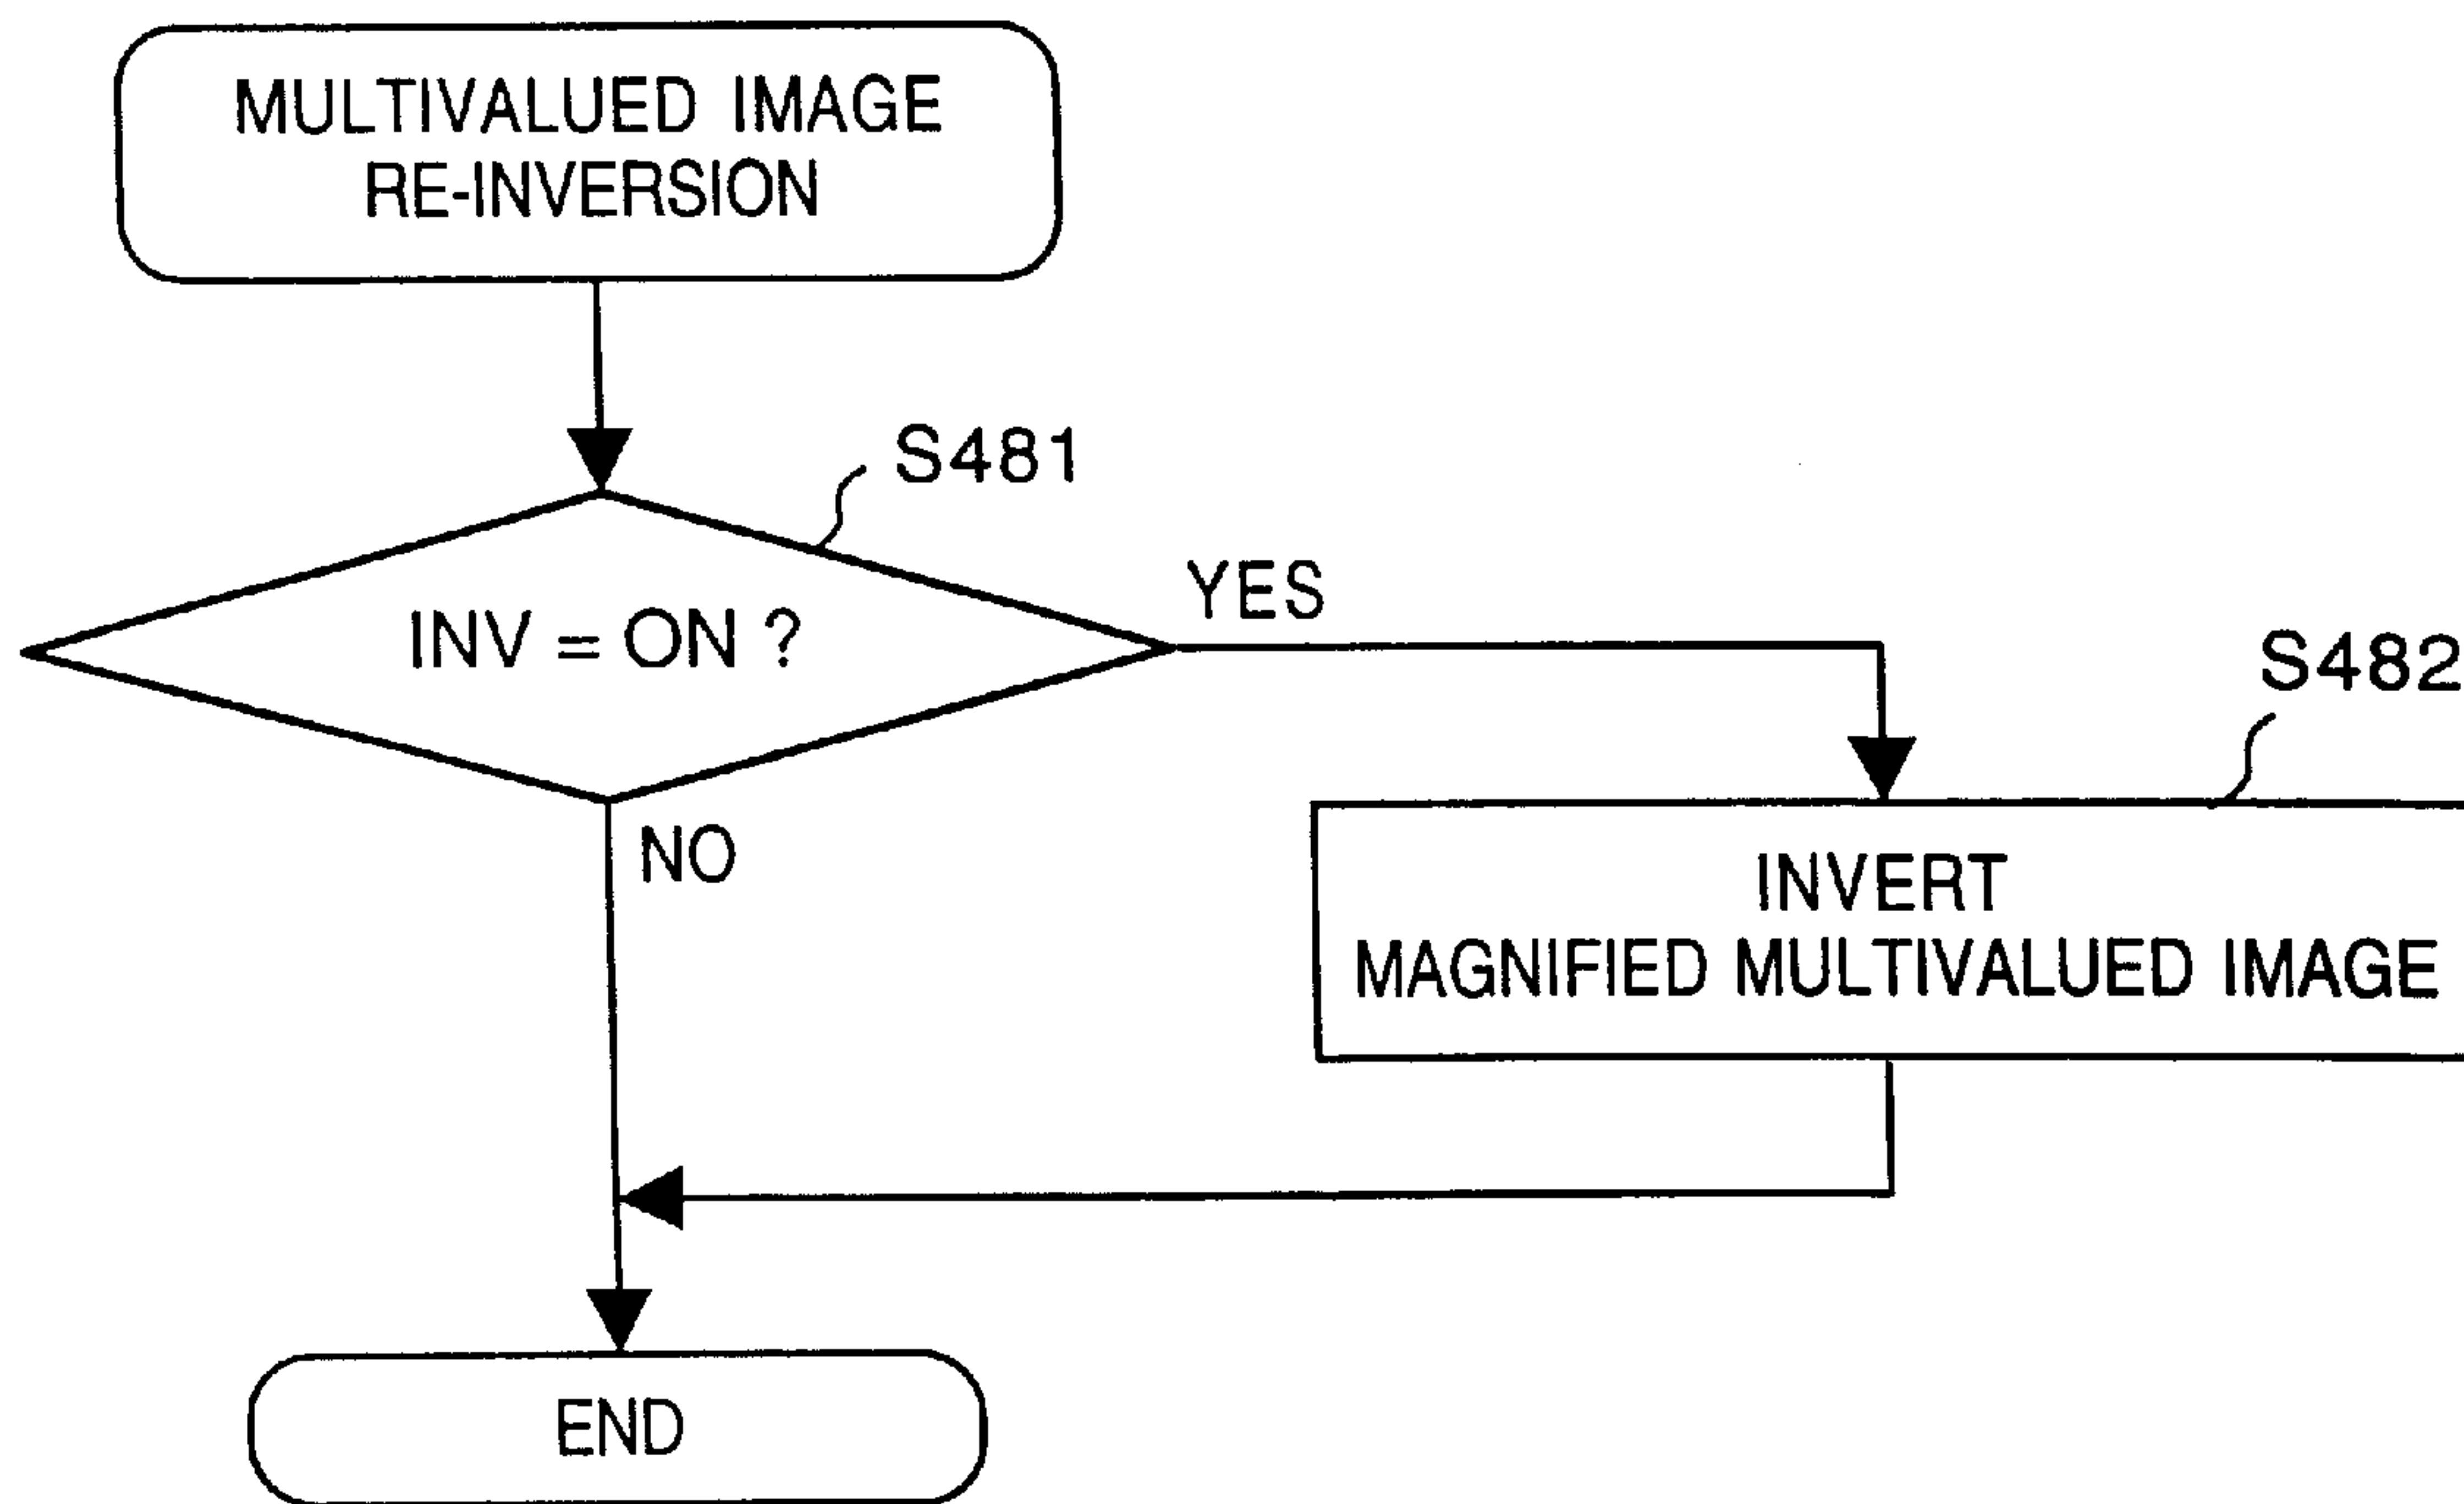 MULTIVALUED IMAGE
RE-INVERSION
S481
INV = ON ?
YES
S482
NO
INVERT
MAGNIFIED MULTIVALUED IMAGE
END